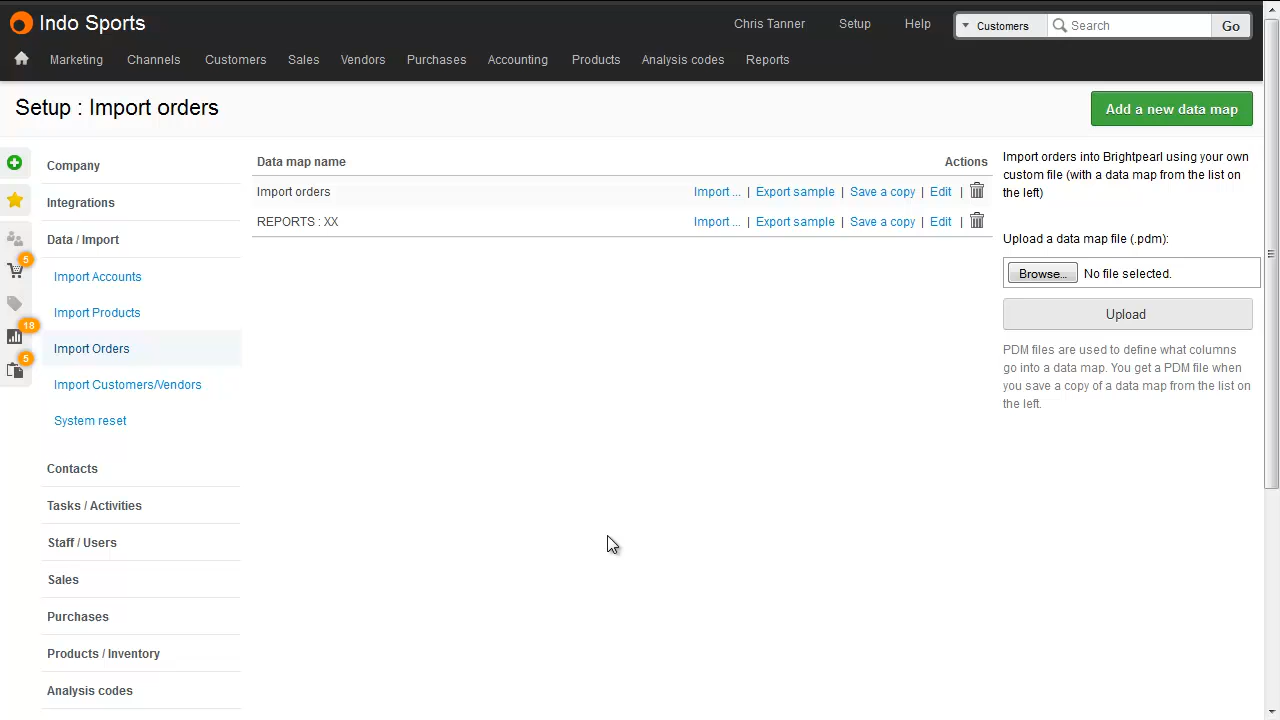 Indo Sports
Chris Tanner Setup Help Customers Search Go
Marketing Channels Customers Sales Vendors Purchases Accounting Products Analysis codes Reports
Setup : Import orders
Add a new data map
5
18
5
Company
Integrations
Data / Import
Import Accounts
Import Products
Import Orders
Import Customers/Vendors
System reset
Contacts
Tasks / Activities
Staff / Users
Sales
Purchases
Products / Inventory
Analysis codes
Data map name Actions
Import orders Import ... | Export sample | Save a copy | Edit |
REPORTS : XX Import ... | Export sample | Save a copy | Edit |
Import orders into Brightpearl using your own
custom file (with a data map from the list on
the left)
Upload a data map file (.pdm):
Browse... No file selected.
Upload
PDM files are used to define what columns
go into a data map. You get a PDM file when
you save a copy of a data map from the list on
the left.